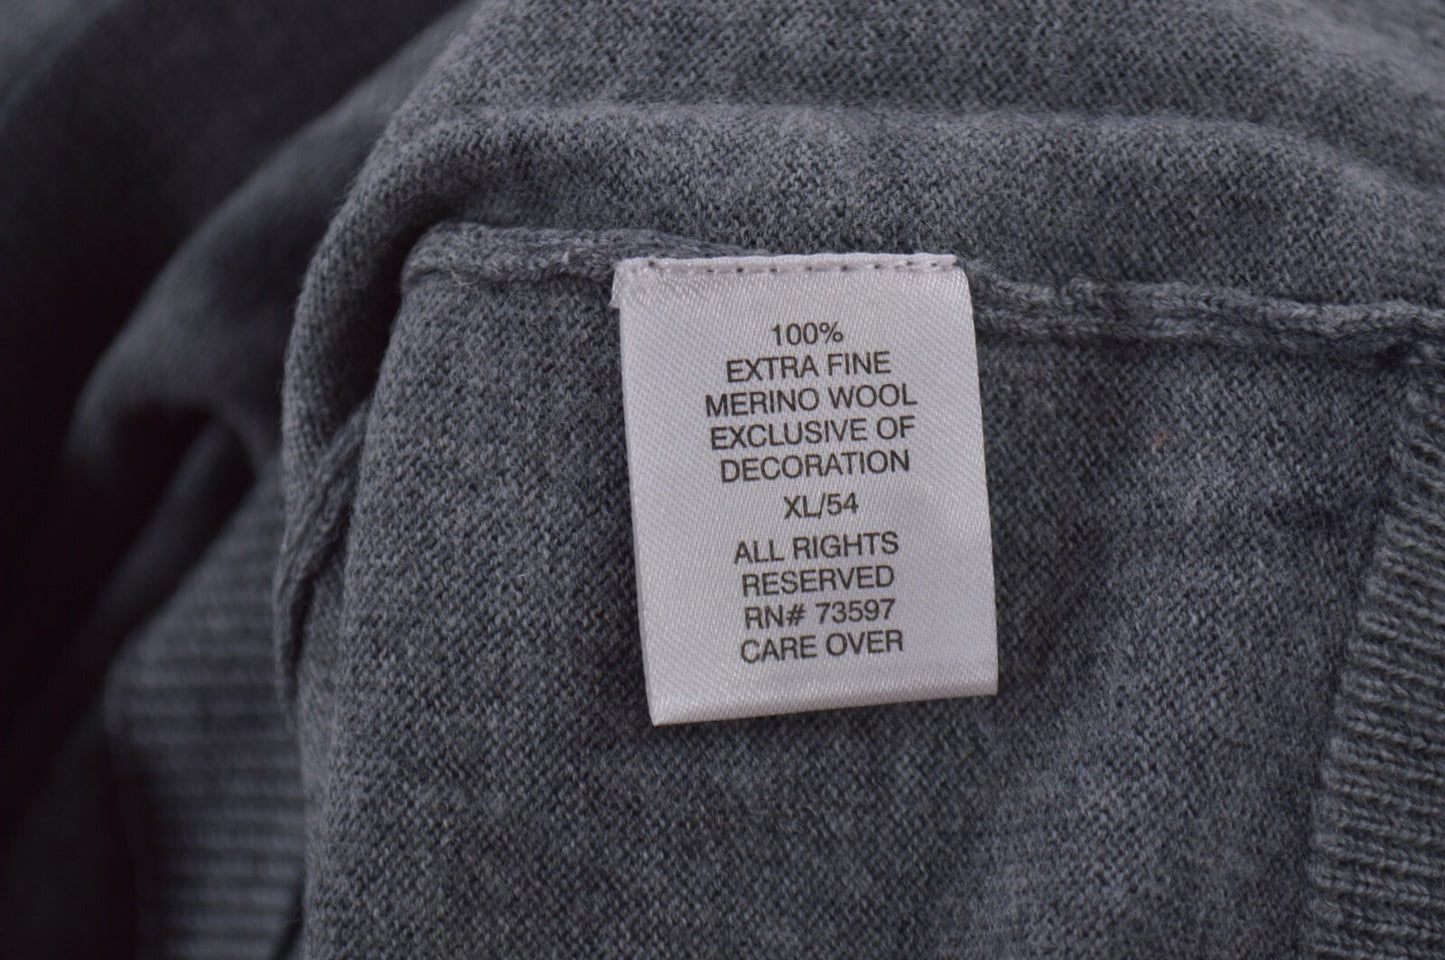 100%
EXTRA FINE
MERINO WOOL
EXCLUSIVE OF
DECORATION
XL/54
ALL RIGHTS
RESERVED
RN# 73597
CARE OVER